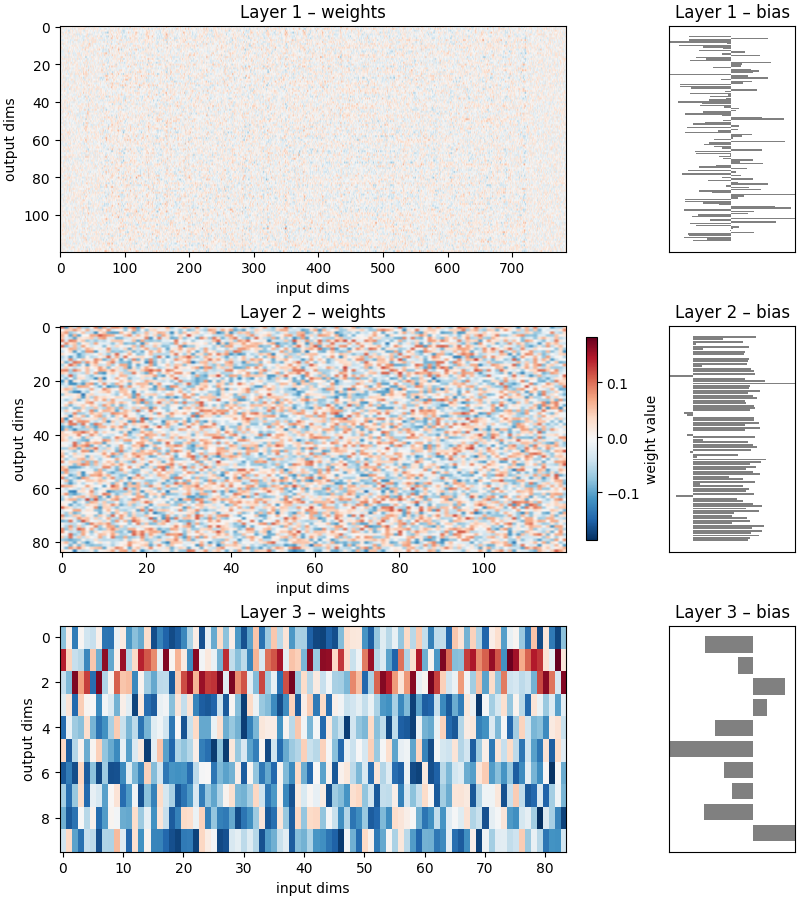 Layer 1 – weights
Layer 1 – bias
0
20
40
60
80
100
output dims
0 100 200 300 400 500 600 700
input dims
Layer 2 – weights
Layer 2 – bias
0
20
40
60
80
output dims
0 20 40 60 80 100
input dims
0.1
0.0
−0.1
weight value
Layer 3 – weights
Layer 3 – bias
0
2
4
6
8
output dims
0 10 20 30 40 50 60 70 80
input dims